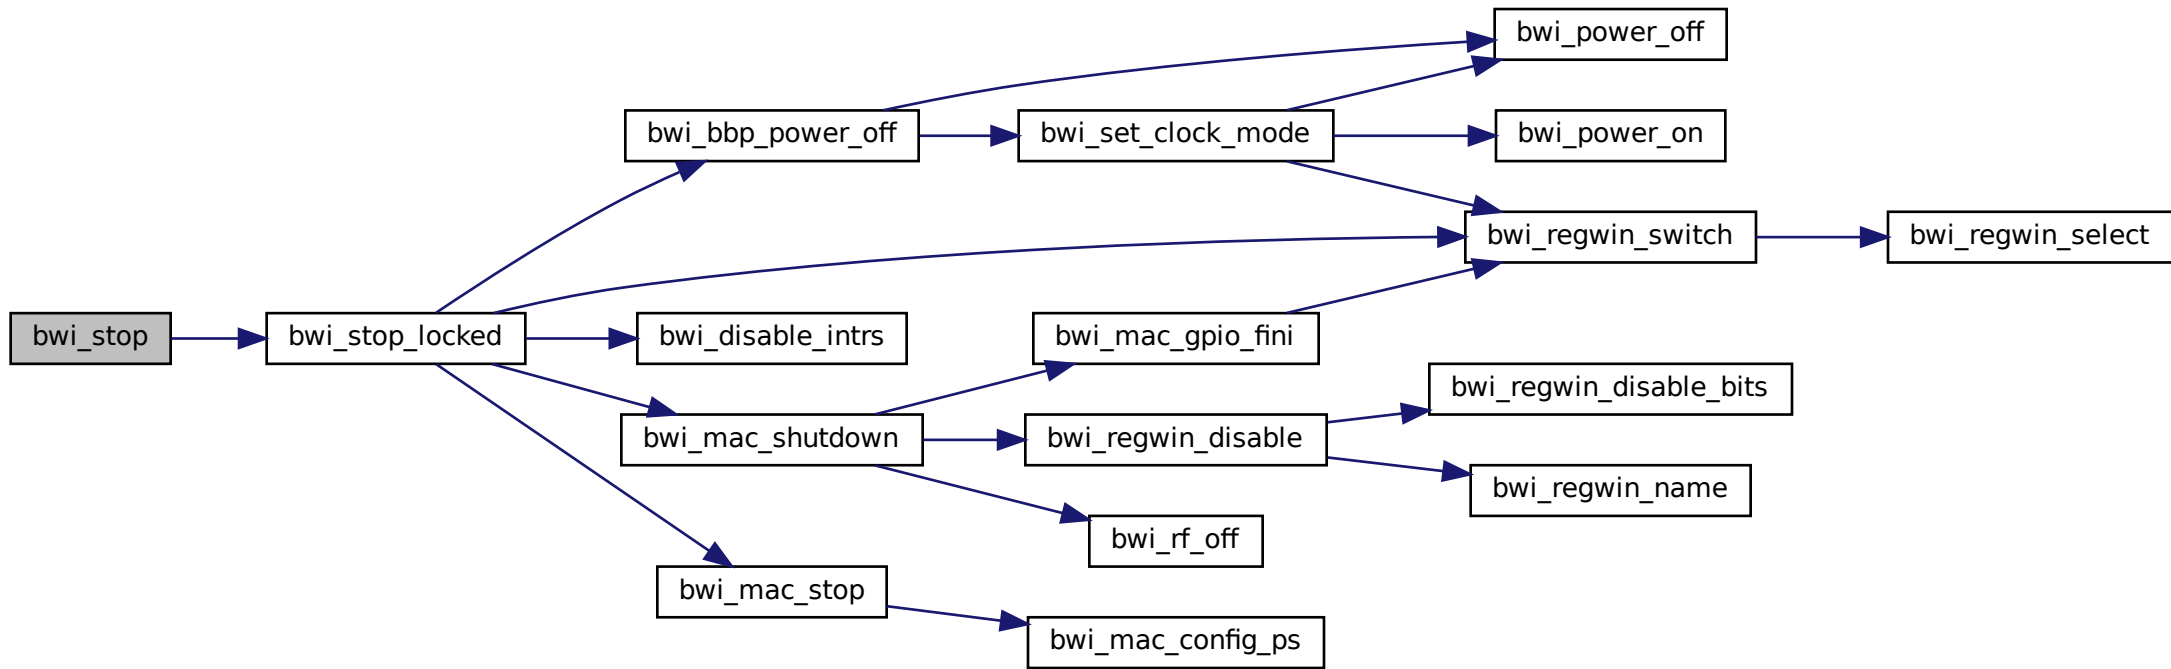 bwi_power_off
bwi_bbp_power_off
bwi_set_clock_mode
bwi_power_on
bwi_regwin_switch
bwi_regwin_select
bwi_stop
bwi_stop_locked
bwi_disable_intrs
bwi_mac_gpio_fini
bwi_regwin_disable_bits
bwi_mac_shutdown
bwi_regwin_disable
bwi_regwin_name
bwi_rf_off
bwi_mac_stop
bwi_mac_config_ps